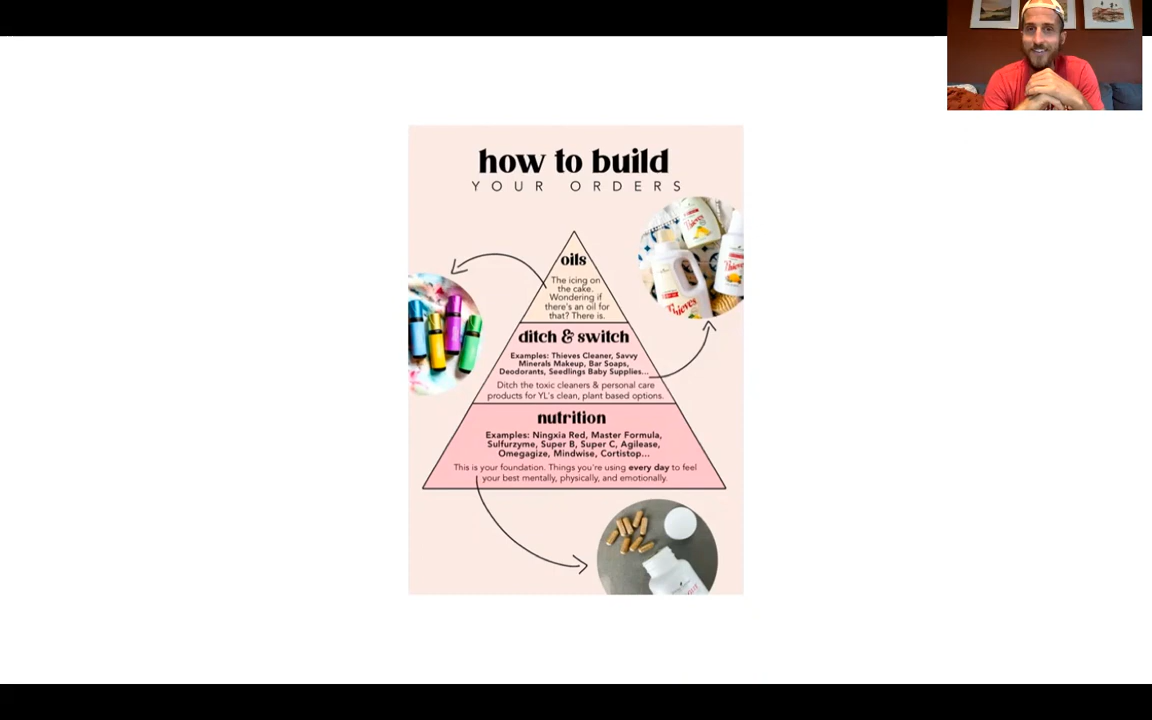 how to build
YOUR ORDERS
oils
The icing on
the cake.
Wondering if
there's an oil for
that? There is.
ditch & switch
Examples: Thieves Cleaner, Savvy
Minerals Makeup, Bar Soaps,
Deodorants, Seedlings Baby Supplies...
Ditch the toxic cleaners & personal care
products for YL's clean, plant based options.
nutrition
Examples: Ningxia Red, Master Formula,
Sulfurzyme, Super B, Super C, Agilease,
Omegagize, Mindwise, Cortistop...
This is your foundation. Things you're using every day to feel
your best mentally, physically, and emotionally.
Thieves
Thieves
Thieves